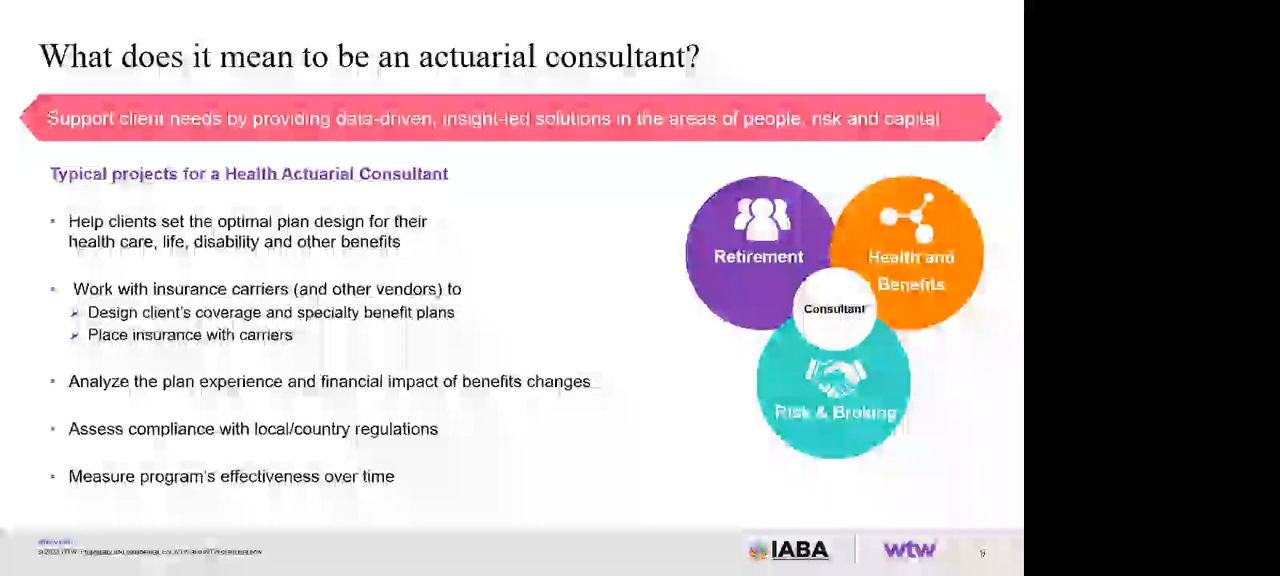 What does it mean to be an actuarial consultant?
Support client needs by providing data-driven, insight-led solutions in the areas of people, risk and capital
Typical projects for a Health Actuarial Consultant
Help clients set the optimal plan design for their
health care, life, disability and other benefits
Work with insurance carriers (and other vendors) to
Design client's coverage and specialty benefit plans
Place insurance with carriers
Analyze the plan experience and financial impact of benefits changes
Assess compliance with local/country regulations
Measure program's effectiveness over time
Retirement
Health and
Benefits
Consultant
Risk & Broking
IABA
wtw